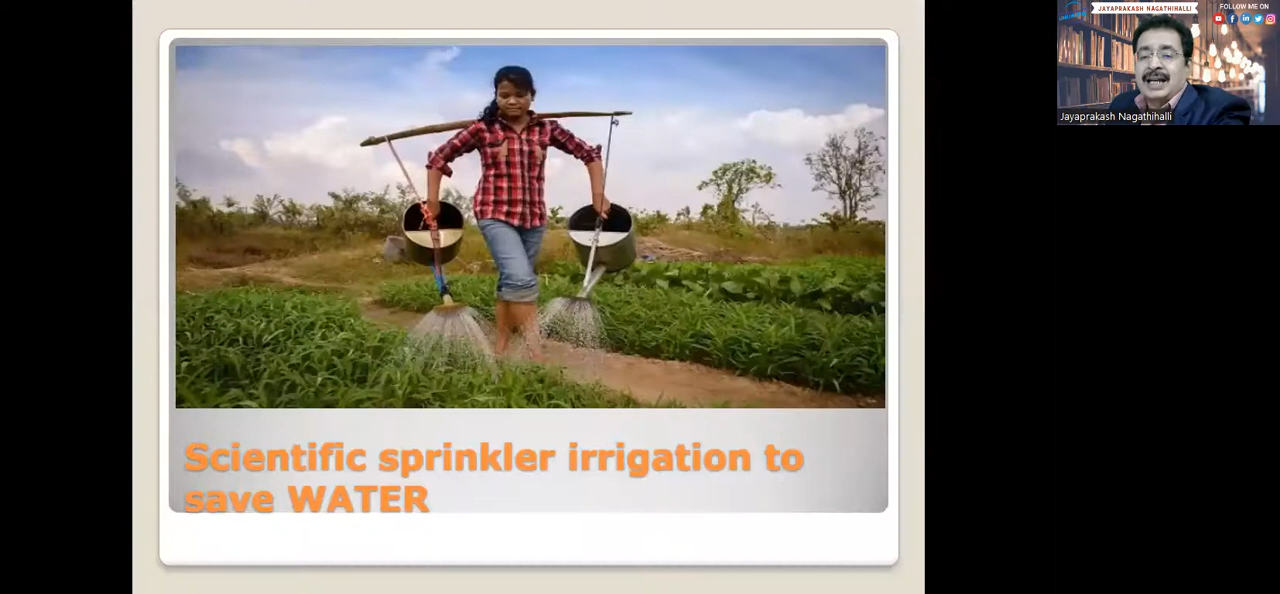 Scientific sprinkler irrigation to
save WATER
JAYAPRAKASH NAGATHIHALLI
FOLLOW ME ON
Jayaprakash Nagathihalli